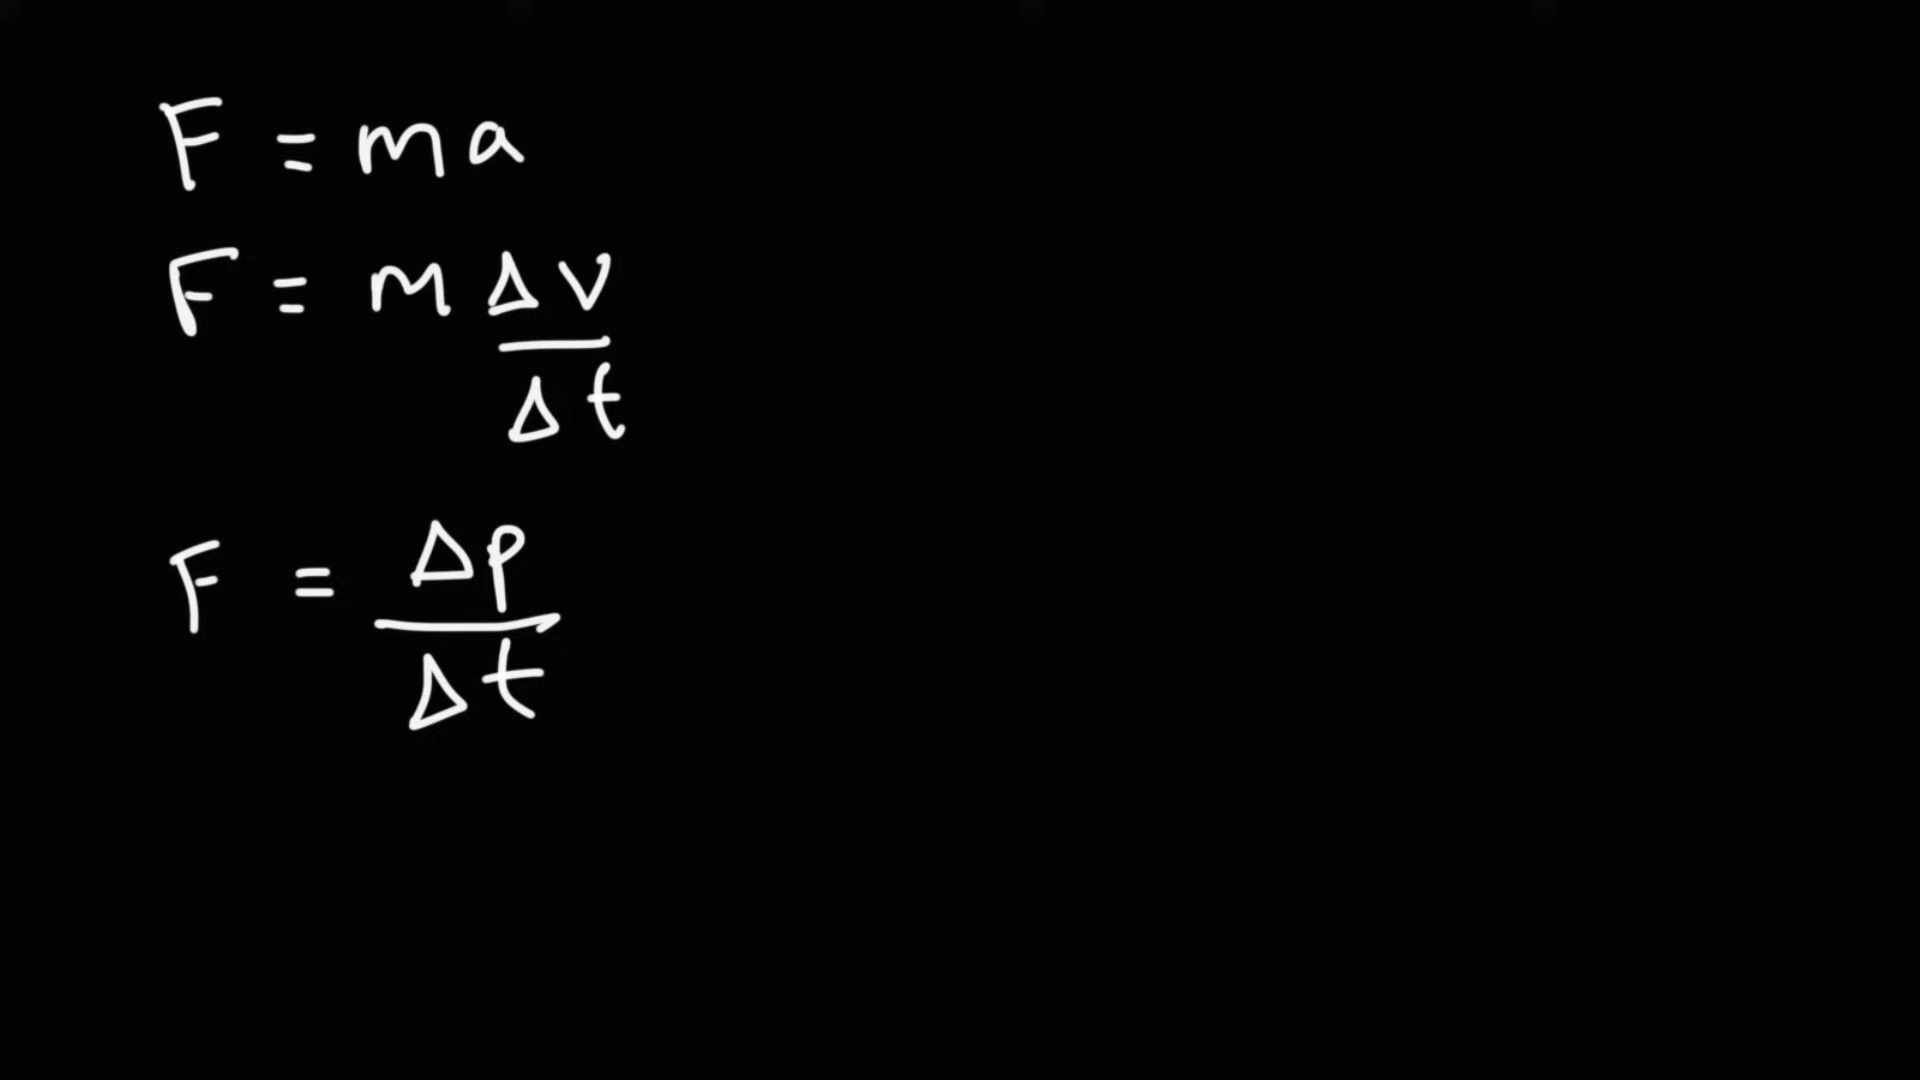 F = ma
F = m Δv/Δt
F = Δp/Δt